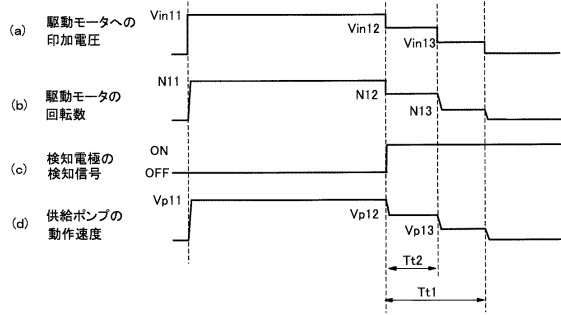 (a) 駆動モータへの
印加電圧
Vin11
Vin12
Vin13
(b) 駆動モータの
回転数
N11
N12
N13
(c) 検知電極の
検知信号
ON
OFF
(d) 供給ポンプの
動作速度
Vp11
Vp12
Vp13
Tt2
Tt1